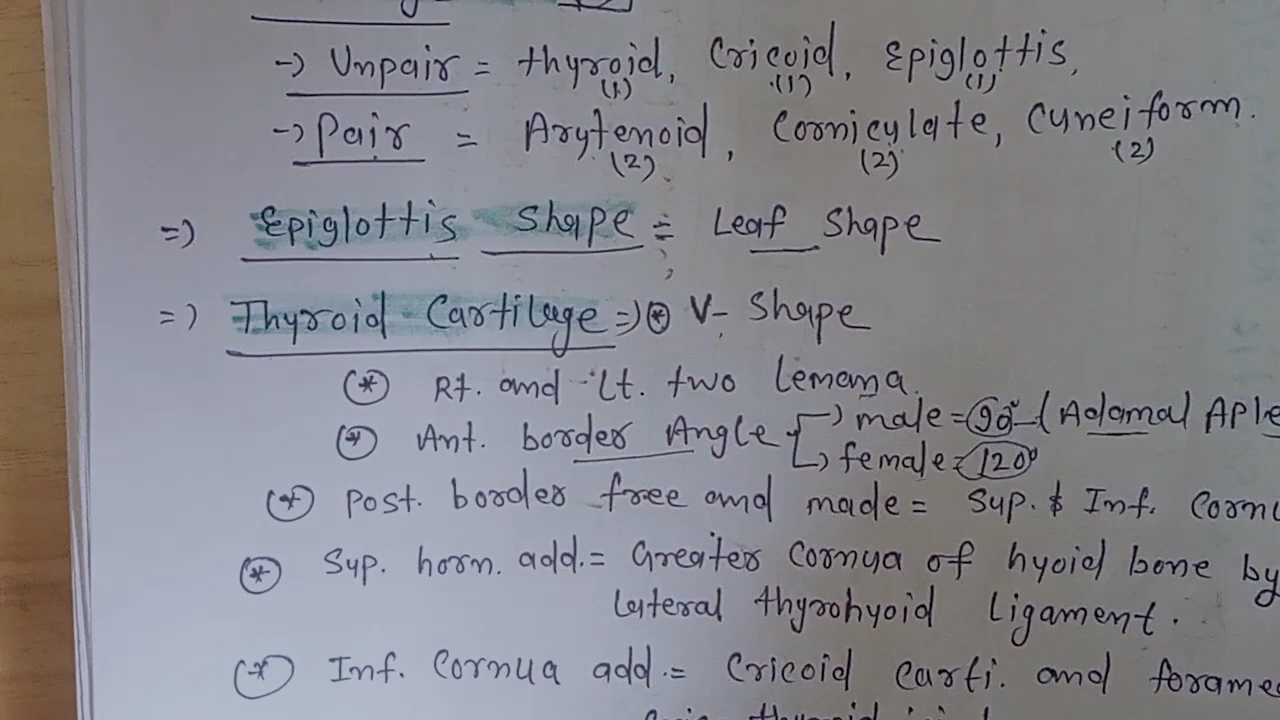 -> Unpair = thyroid, Cricoid, Epiglottis,
(1) (1) (1)
-> Pair = Arytenoid, Corniculate, Cuneiform.
(2) (2) (2)
=> Epiglottis shape = Leaf shape
=> Thyroid Cartilage => * V- Shape
* Rt. and Lt. two Lemana.
* Ant. border Angle -> male = 90° (Adamal Aple
-> female = 120°
* Post. border free and made = Sup. & Inf. Cornu
* Sup. horn. add. = Greater Cornua of hyoid bone by
Lateral thyrohyoid Ligament.
* Inf. Cornua add. = Cricoid Carti. and forame